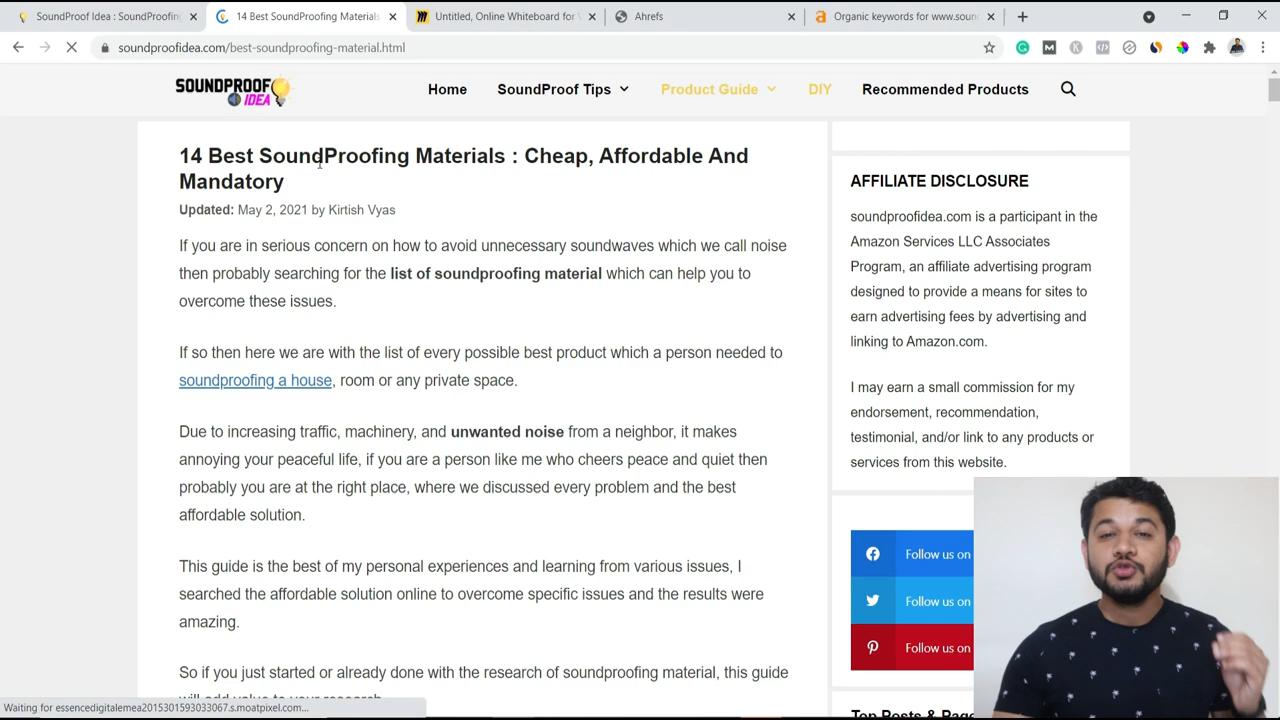 SoundProof Idea : SoundProofing
14 Best SoundProofing Materials
Untitled, Online Whiteboard for
Ahrefs
Organic keywords for www.soun
soundproofidea.com/best-soundproofing-material.html
SOUNDPROOF
IDEA
Home
SoundProof Tips
Product Guide
DIY
Recommended Products
14 Best SoundProofing Materials : Cheap, Affordable And
Mandatory
Updated: May 2, 2021 by Kirtish Vyas
If you are in serious concern on how to avoid unnecessary soundwaves which we call noise
then probably searching for the list of soundproofing material which can help you to
overcome these issues.
If so then here we are with the list of every possible best product which a person needed to
soundproofing a house, room or any private space.
Due to increasing traffic, machinery, and unwanted noise from a neighbor, it makes
annoying your peaceful life, if you are a person like me who cheers peace and quiet then
probably you are at the right place, where we discussed every problem and the best
affordable solution.
This guide is the best of my personal experiences and learning from various issues, I
searched the affordable solution online to overcome specific issues and the results were
amazing.
So if you just started or already done with the research of soundproofing material, this guide
will add value to your research.
AFFILIATE DISCLOSURE
soundproofidea.com is a participant in the
Amazon Services LLC Associates
Program, an affiliate advertising program
designed to provide a means for sites to
earn advertising fees by advertising and
linking to Amazon.com.
I may earn a small commission for my
endorsement, recommendation,
testimonial, and/or link to any products or
services from this website.
Follow us on
Follow us on
Follow us on
Top Posts & Page
Waiting for essencedigitalemea2015301593033067.s.moatpixel.com...